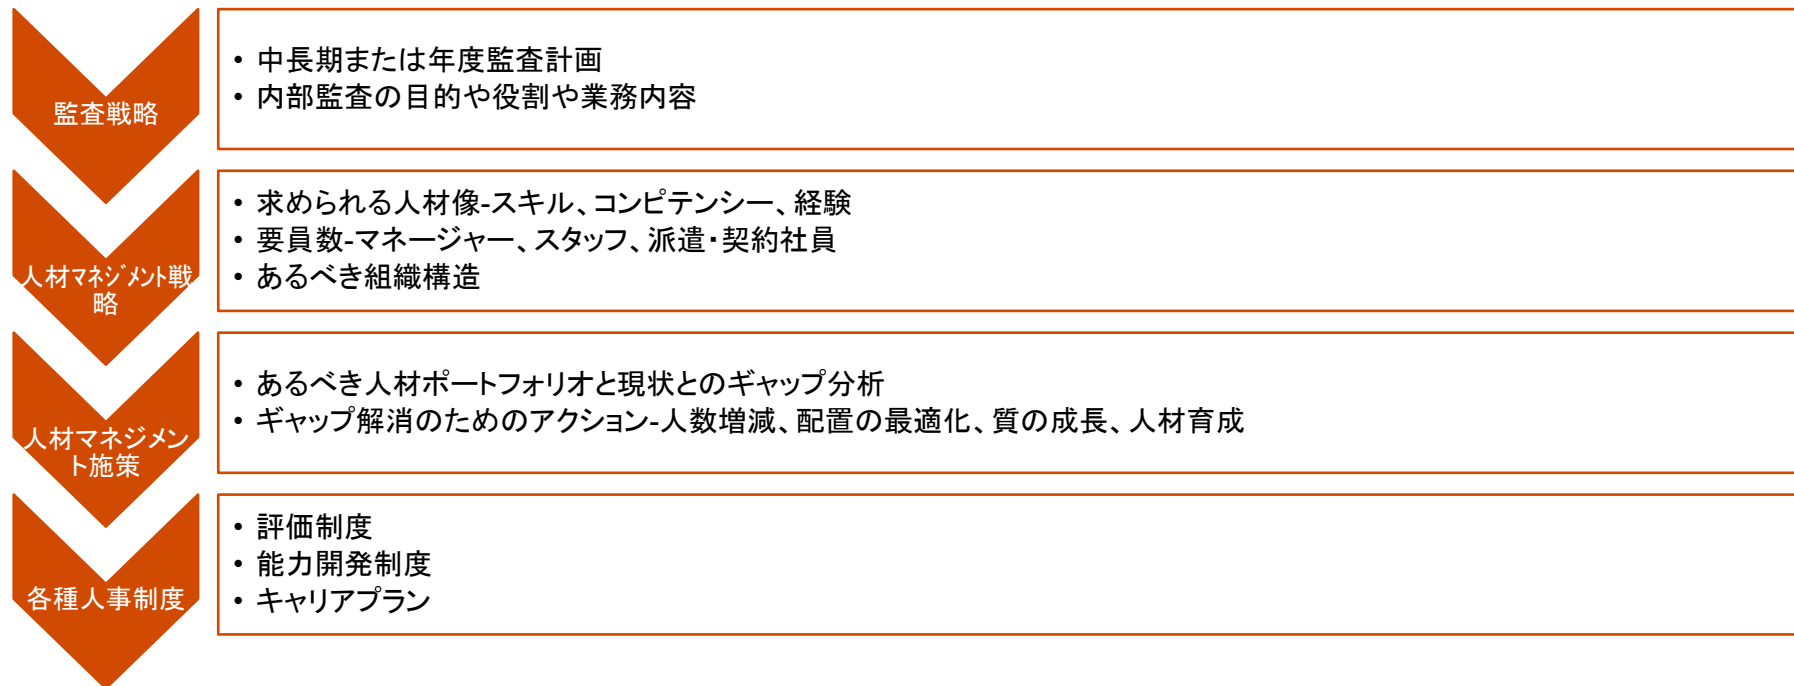 監査戦略
• 中長期または年度監査計画
• 内部監査の目的や役割や業務内容
人材ﾏﾈｼﾞﾒﾝﾄ戦
略
• 求められる人材像-スキル、コンピテンシー、経験
• 要員数-マネージャー、スタッフ、派遣・契約社員
• あるべき組織構造
人材マネジメン
ト施策
• あるべき人材ポートフォリオと現状とのギャップ分析
• ギャップ解消のためのアクション-人数増減、配置の最適化、質の成長、人材育成
各種人事制度
• 評価制度
• 能力開発制度
• キャリアプラン